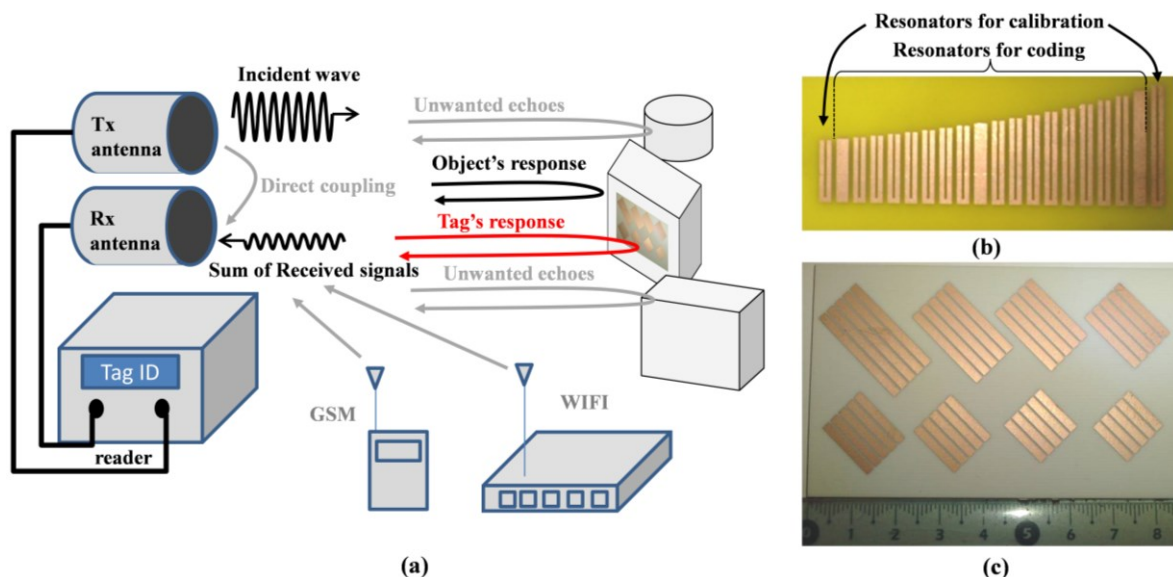 Incident wave
Tx
antenna
Unwanted echoes
Object's response
Direct coupling
Rx
antenna
Tag's response
Sum of Received signals
Unwanted echoes
Tag ID
GSM
WIFI
reader
(a)
Resonators for calibration
Resonators for coding
(b)
0 1 2 3 4 5 6 7 8
(c)